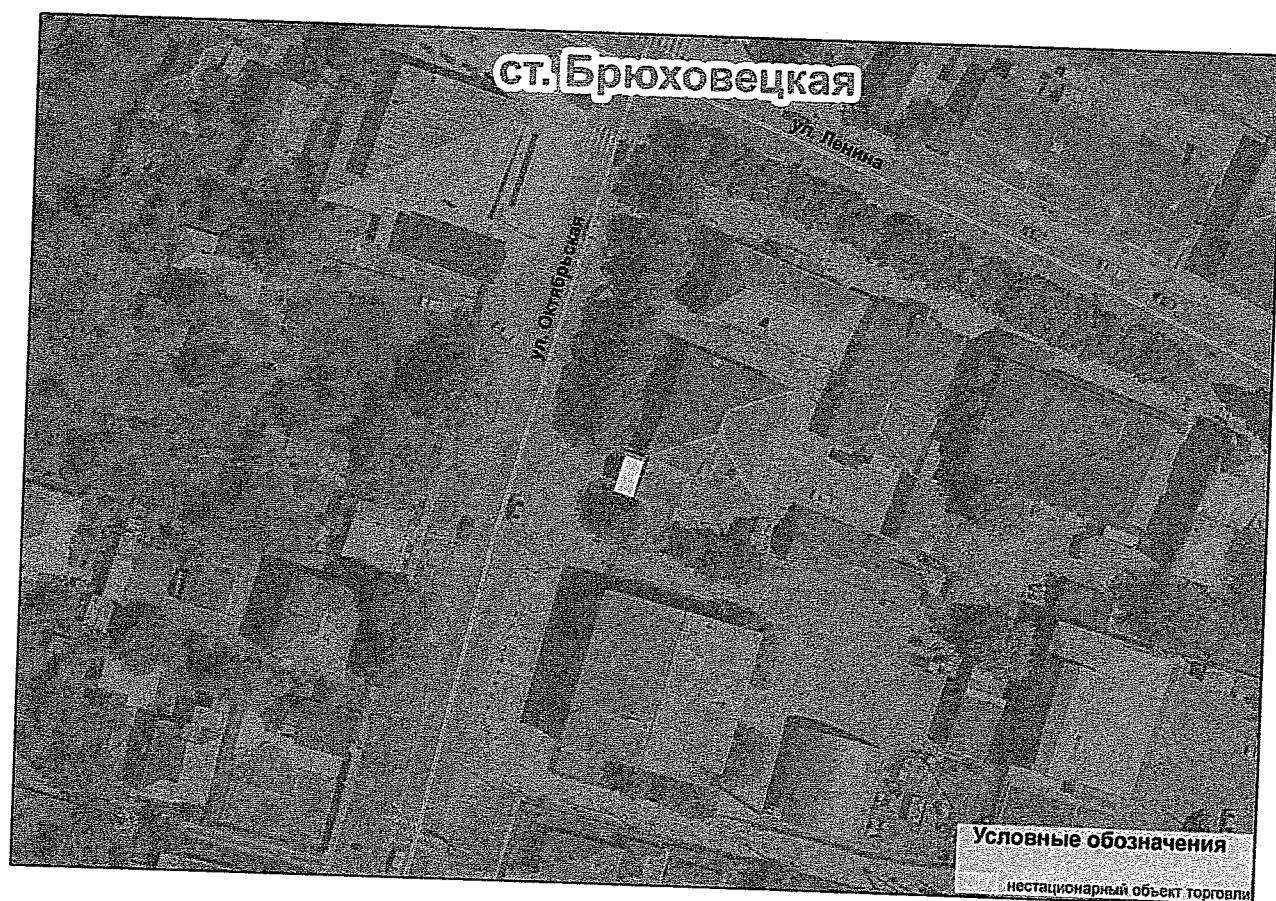 ст. Брюховецкая
ул. Ленина
ул. Октябрьская
Условные обозначения
нестационарный объект торговли